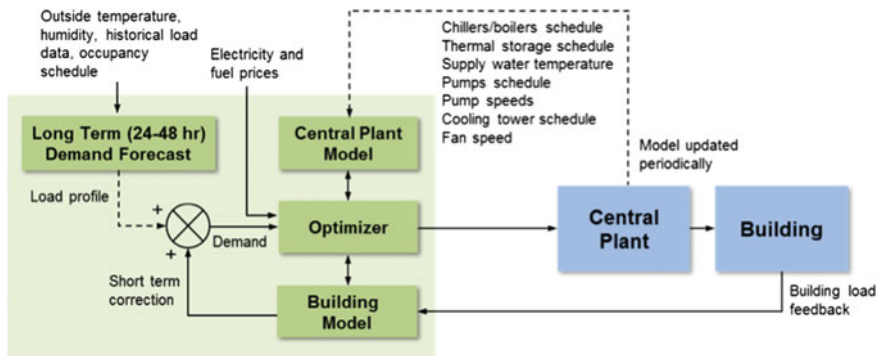 Outside temperature,
humidity, historical load
data, occupancy
schedule
Electricity and
fuel prices
Chillers/boilers schedule
Thermal storage schedule
Supply water temperature
Pumps schedule
Pump speeds
Cooling tower schedule
Fan speed
Model updated
periodically
Long Term (24-48 hr)
Demand Forecast
Central Plant
Model
Load profile
+
+
Demand
Optimizer
Central
Plant
Building
Short term
correction
Building
Model
Building load
feedback